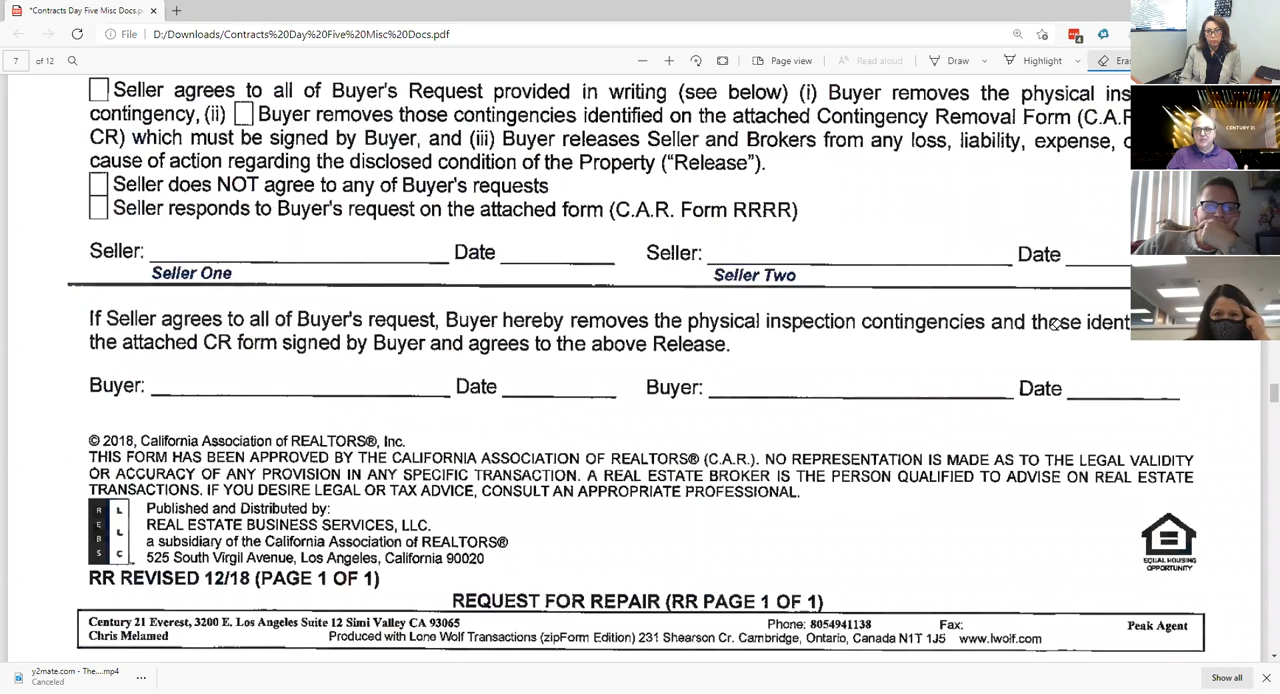 *Contracts Day Five Misc Docs.p
File
D:/Downloads/Contracts%20Day%20Five%20Misc%20Docs.pdf
7 of 12
Page view
Read aloud
Draw
Highlight
Seller agrees to all of Buyer's Request provided in writing (see below) (i) Buyer removes the physical
contingency, (ii) Buyer removes those contingencies identified on the attached Contingency Removal Form
CR) which must be signed by Buyer, and (iii) Buyer releases Seller and Brokers from any loss, liability, expense,
cause of action regarding the disclosed condition of the Property ("Release").
Seller does NOT agree to any of Buyer's requests
Seller responds to Buyer's request on the attached form (C.A.R. Form RRRR)
Seller: Date Seller: Date
Seller One Seller Two
If Seller agrees to all of Buyer's request, Buyer hereby removes the physical inspection contingencies and those
the attached CR form signed by Buyer and agrees to the above Release.
Buyer: Date Buyer: Date
© 2018, California Association of REALTORS®, Inc.
THIS FORM HAS BEEN APPROVED BY THE CALIFORNIA ASSOCIATION OF REALTORS® (C.A.R.). NO REPRESENTATION IS MADE AS TO THE LEGAL VALIDITY
OR ACCURACY OF ANY PROVISION IN ANY SPECIFIC TRANSACTION. A REAL ESTATE BROKER IS THE PERSON QUALIFIED TO ADVISE ON REAL ESTATE
TRANSACTIONS. IF YOU DESIRE LEGAL OR TAX ADVICE, CONSULT AN APPROPRIATE PROFESSIONAL.
Published and Distributed by:
REAL ESTATE BUSINESS SERVICES, LLC.
a subsidiary of the California Association of REALTORS®
525 South Virgil Avenue, Los Angeles, California 90020
REBS LLC
EQUAL HOUSING
OPPORTUNITY
RR REVISED 12/18 (PAGE 1 OF 1)
REQUEST FOR REPAIR (RR PAGE 1 OF 1)
Century 21 Everest, 3200 E. Los Angeles Suite 12 Simi Valley CA 93065 Phone: 8054941138 Fax: Peak Agent
Chris Melamed Produced with Lone Wolf Transactions (zipForm Edition) 231 Shearson Cr. Cambridge, Ontario, Canada N1T 1J5 www.lwolf.com
y2mate.com - The....mp4
Canceled
Show all
CENTURY 21